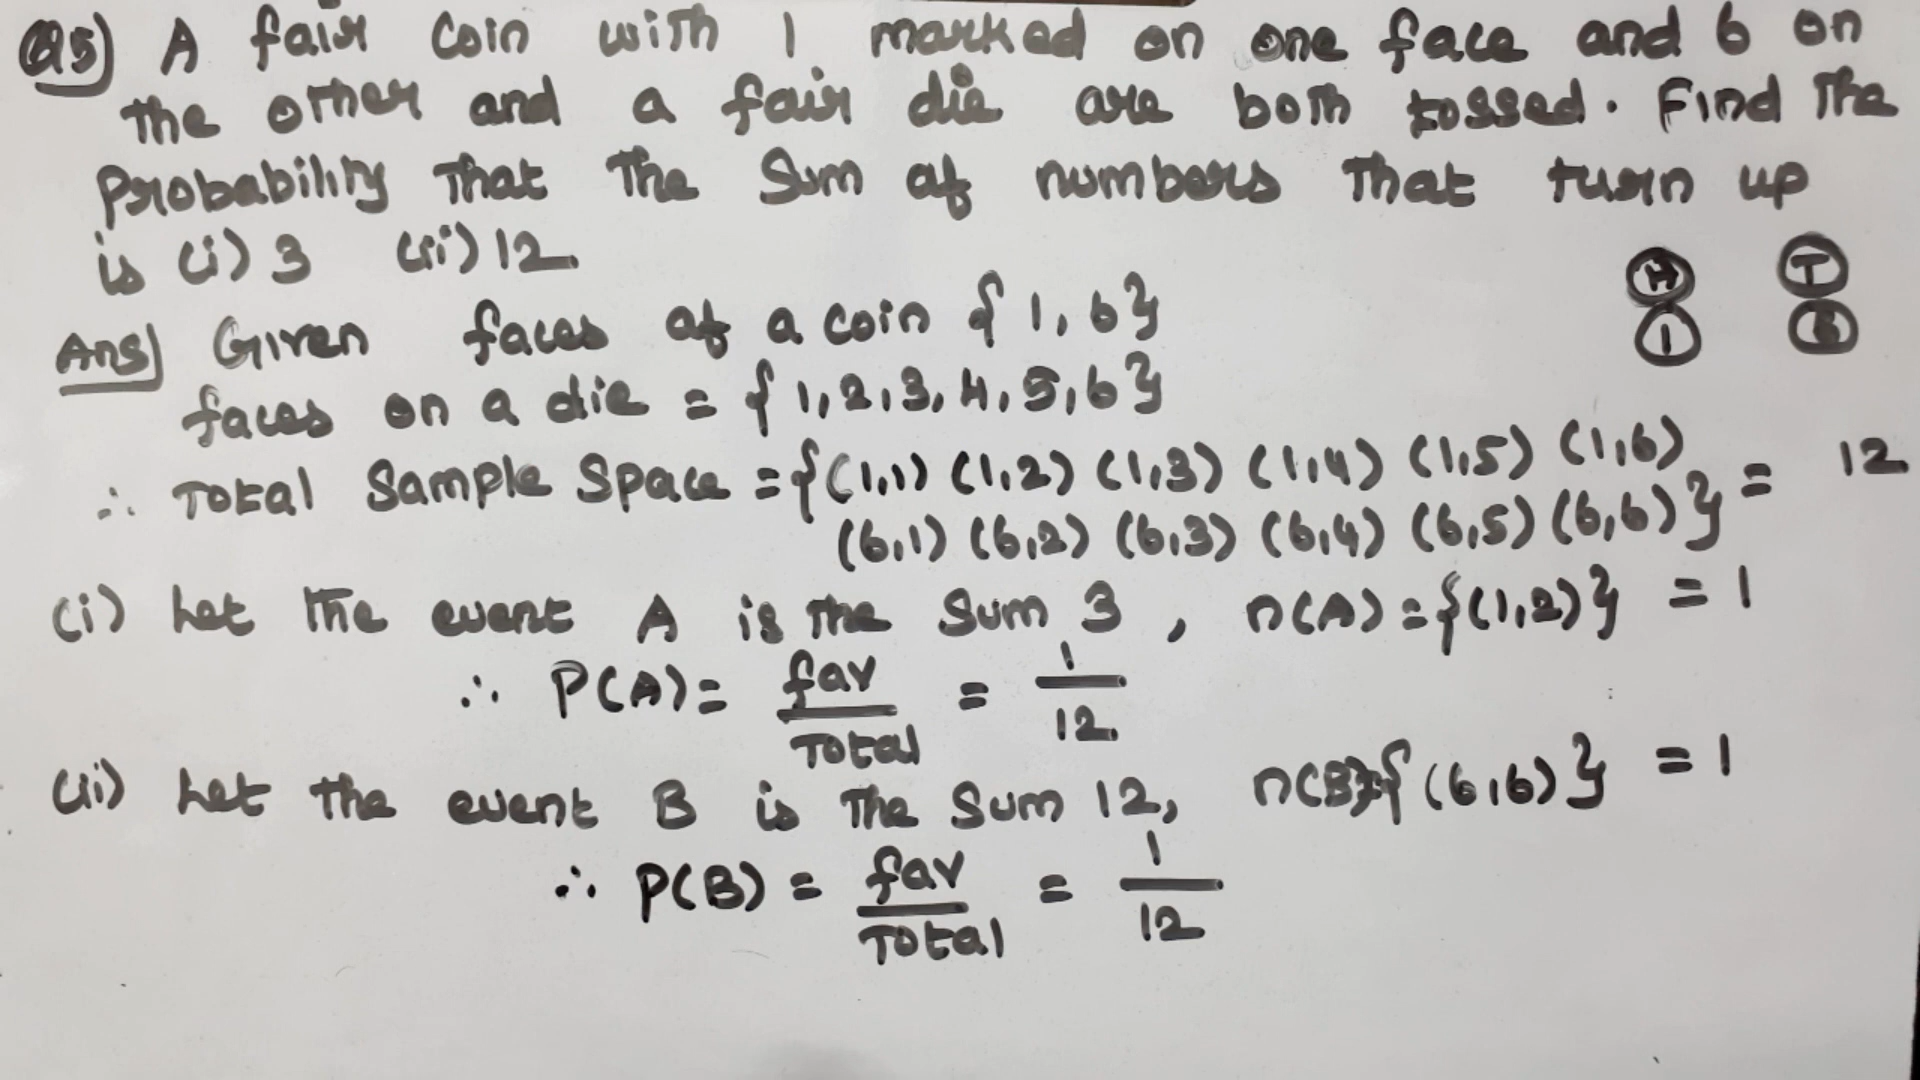 Q5) A fair coin with 1 marked on one face and 6 on
the other and a fair die are both tossed. Find the
Probability that the Sum of numbers that turn up
is (i) 3 (ii) 12
H T
1 6
Ans) Given faces of a coin { 1, 6}
faces on a die = { 1, 2, 3, 4, 5, 6}
∴ Total Sample Space = {(1,1) (1,2) (1,3) (1,4) (1,5) (1,6)
(6,1) (6,2) (6,3) (6,4) (6,5) (6,6)} = 12
(i) Let the event A is the Sum 3, n(A) = {(1,2)} = 1
∴ P(A) = fav/Total = 1/12
(ii) Let the event B is the Sum 12, n(B)={(6,6)} = 1
∴ P(B) = fav/Total = 1/12